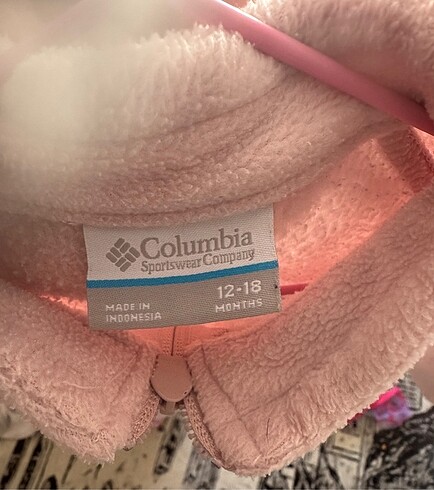 Columbia
Sportswear Company
12-18
MONTHS
MADE IN
INDONESIA